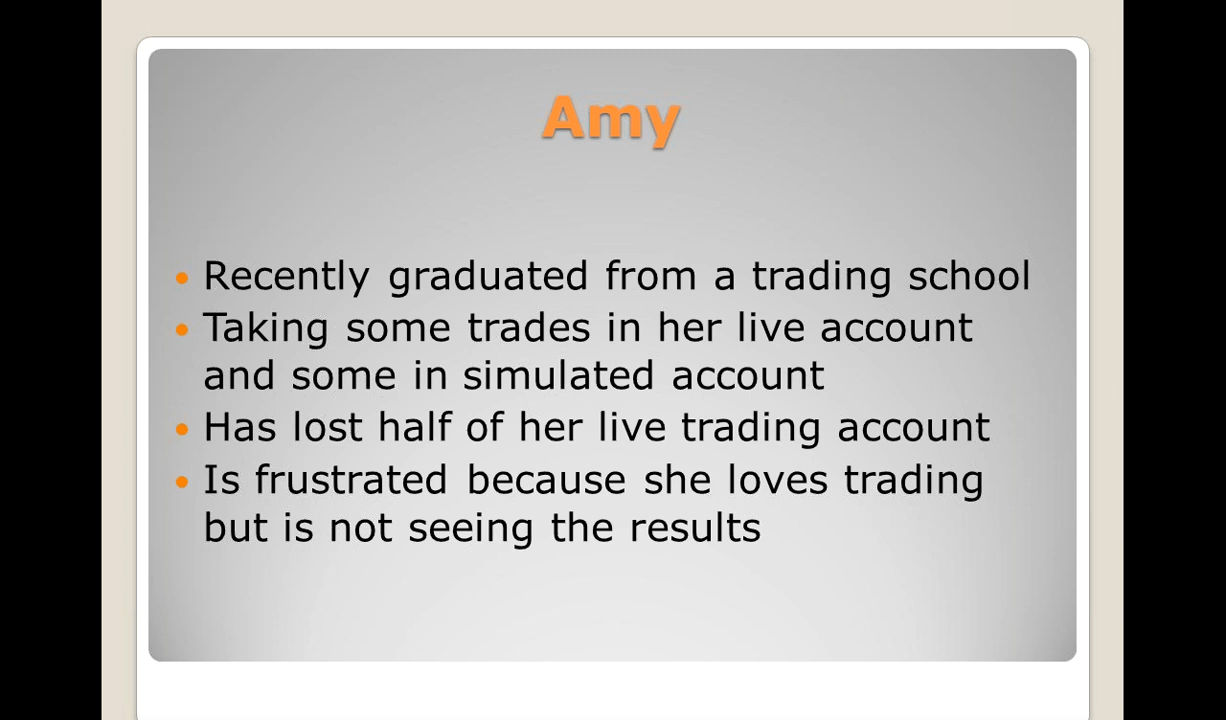 Amy
• Recently graduated from a trading school
• Taking some trades in her live account
and some in simulated account
• Has lost half of her live trading account
• Is frustrated because she loves trading
but is not seeing the results